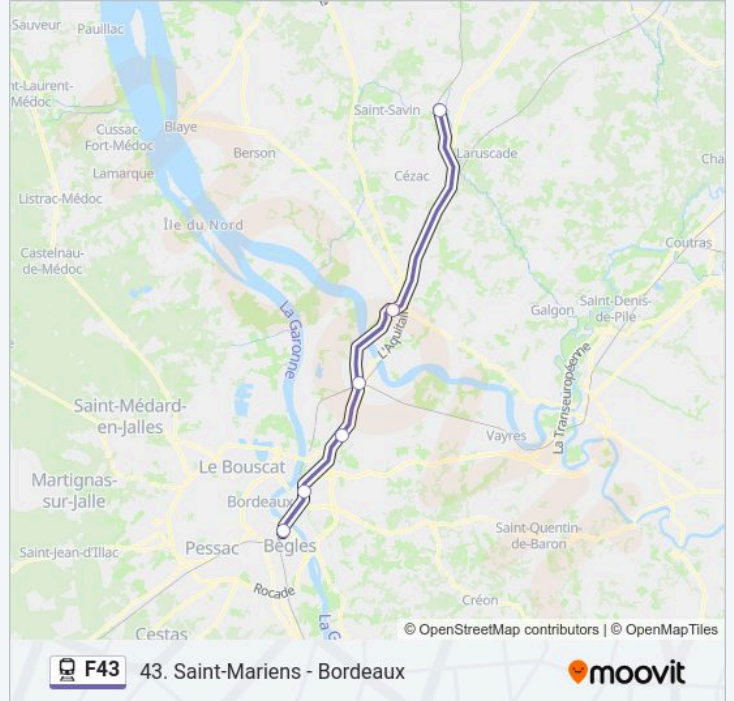 Sauveur
Pauillac
nt-Laurent-
Médoc
Saint-Savin
Cussac-
Fort-Médoc
Blaye
Berson
Laruscade
Cha
Lamarque
Cézac
Listrac-Médoc
Île du Nord
Castelnau-
de-Médoc
Coutras
La Garonne
L'Aquitaine
Galgon
Saint-Denis-
de-Pile
La Transeuropéenne
Saint-Médard-
en-Jalles
Vayres
Le Bouscat
Martignas-
sur-Jalle
Bordeaux
Saint-Quentin-
de-Baron
Saint-Jean-d'Illac
Pessac
Bègles
Rocade
Créon
Cestas
La G
© OpenStreetMap contributors | © OpenMapTiles
F43 43. Saint-Mariens - Bordeaux
moovit